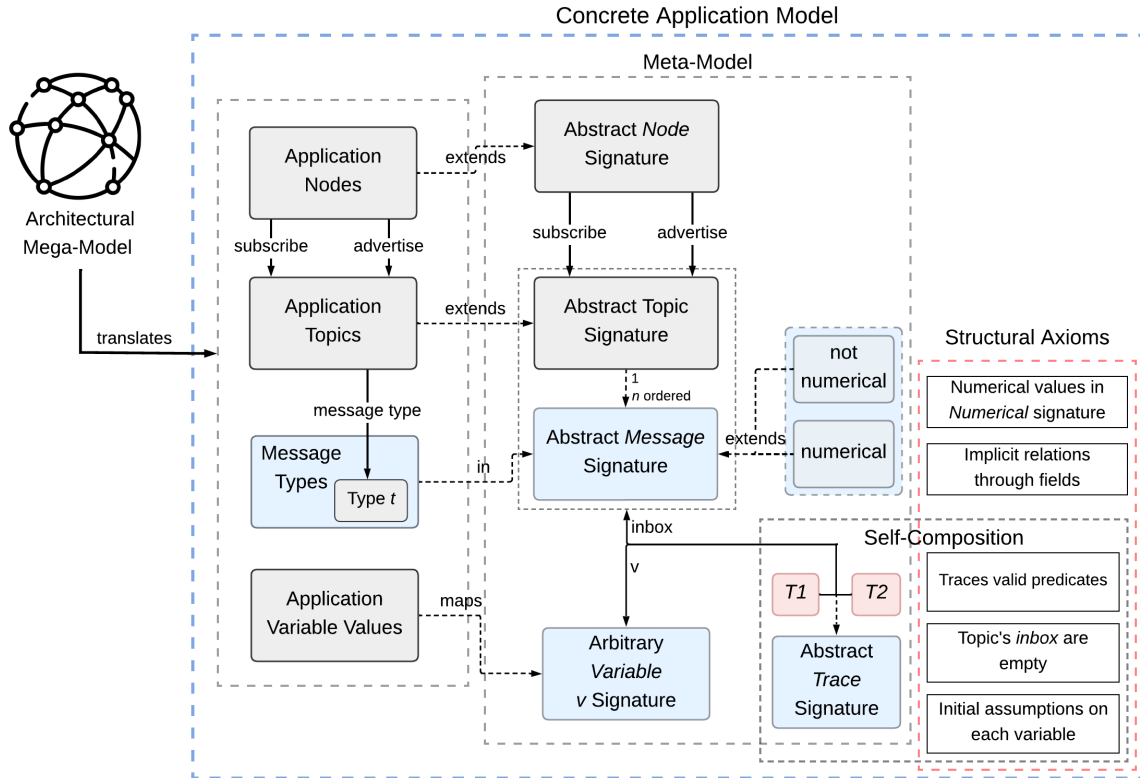 Concrete Application Model
Meta-Model
Architectural
Mega-Model
translates
Application
Nodes
extends
Abstract Node
Signature
subscribe
advertise
subscribe
advertise
Application
Topics
extends
Abstract Topic
Signature
1
n ordered
message type
Message
Types
Type t
in
Abstract Message
Signature
extends
not
numerical
numerical
Structural Axioms
Numerical values in
Numerical signature
Implicit relations
through fields
inbox
v
Self-Composition
T1
T2
Traces valid predicates
Application
Variable Values
maps
Arbitrary
Variable
v Signature
Abstract
Trace
Signature
Topic's inbox are
empty
Initial assumptions on
each variable